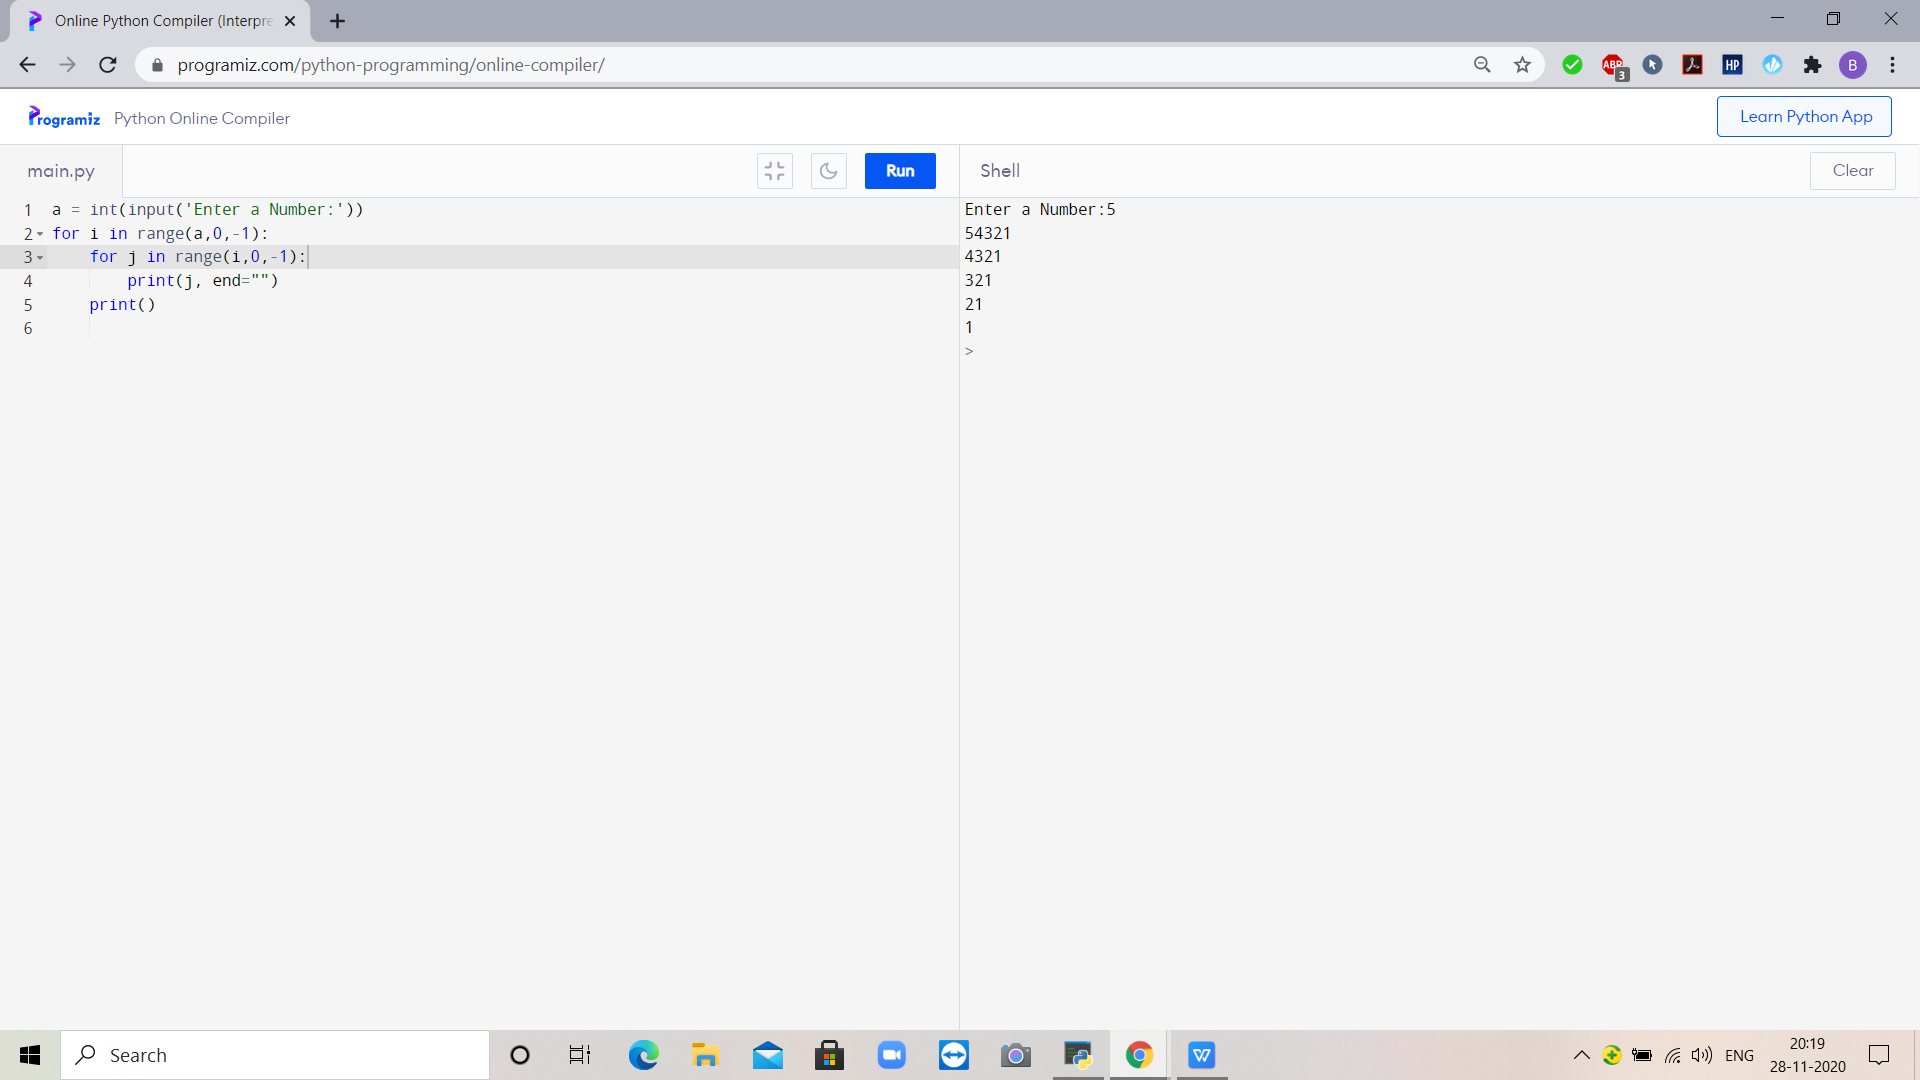 Online Python Compiler (Interpre
programiz.com/python-programming/online-compiler/
ABP
3
HP
B
Programiz Python Online Compiler
Learn Python App
main.py
Run
Shell
Clear
1 a = int(input('Enter a Number:'))
2 for i in range(a,0,-1):
3     for j in range(i,0,-1):
4         print(j, end="")
5     print()
6
Enter a Number:5
54321
4321
321
21
1
>
Search
W
ENG
20:19
28-11-2020